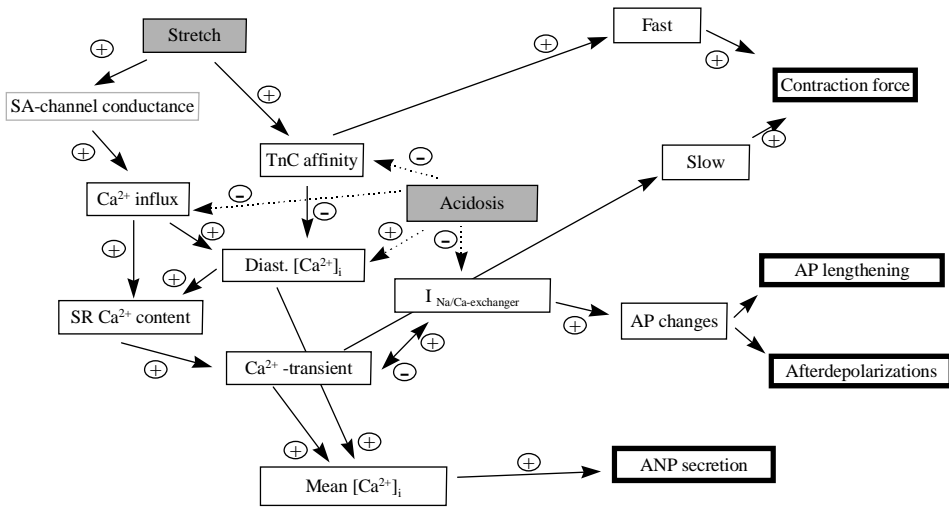 Fast
Stretch
+
+
+
Contraction force
SA-channel conductance
+
+
+
TnC affinity
-
Slow
Ca²⁺ influx
-
Acidosis
-
+
+
+
-
Diast. [Ca²⁺]ᵢ
AP lengthening
+
I Na/Ca-exchanger
SR Ca²⁺ content
+
AP changes
+
+
Ca²⁺ -transient
-
Afterdepolarizations
+
+
+
ANP secretion
Mean [Ca²⁺]ᵢ